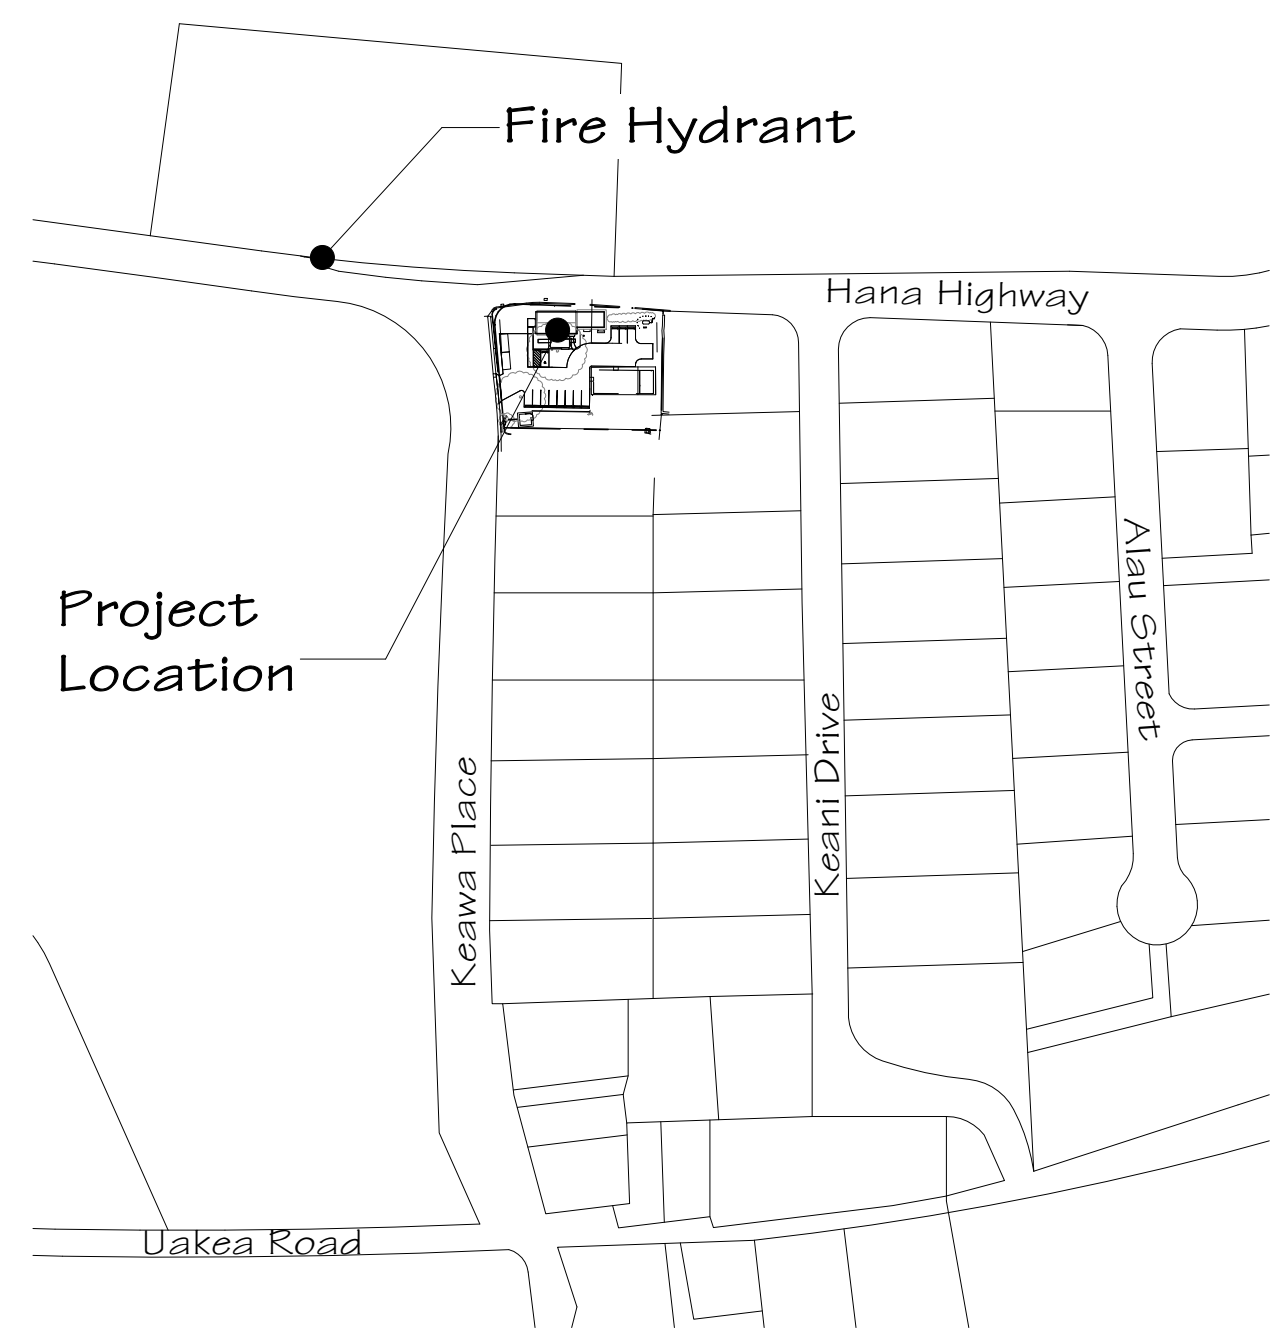 Fire Hydrant
Hana Highway
Alau Street
Project
Location
Keani Drive
Keawa Place
Uakea Road